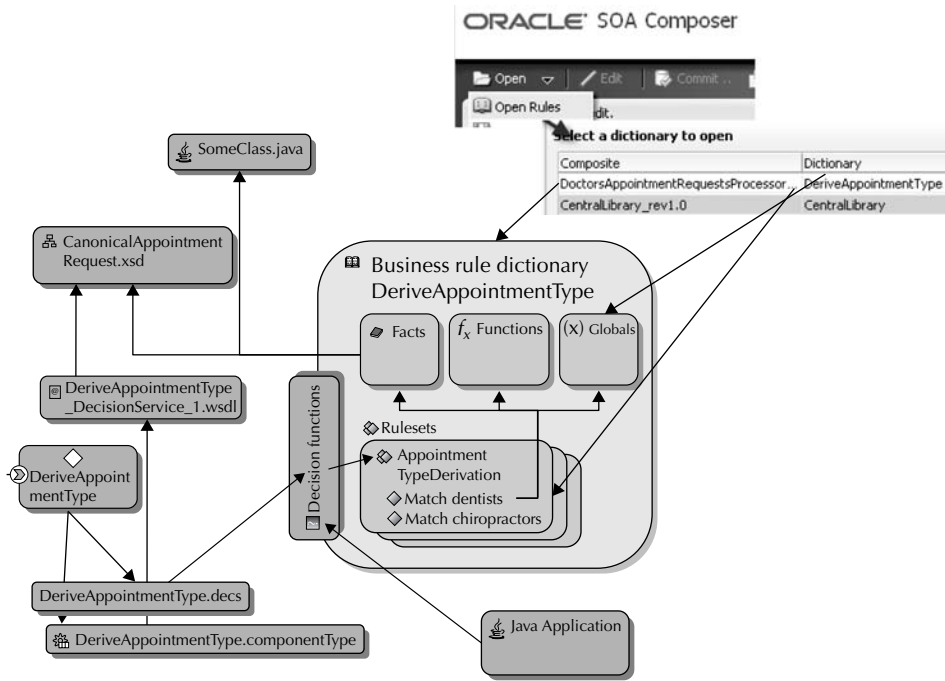 ORACLE SOA Composer
Open Edit Commit ..
Open Rules
dit.
Select a dictionary to open
Composite Dictionary
DoctorsAppointmentRequestsProcessor... DeriveAppointmentType
CentralLibrary_rev1.0 CentralLibrary
SomeClass.java
CanonicalAppointment
Request.xsd
Business rule dictionary
DeriveAppointmentType
Facts
fx Functions
(x) Globals
DeriveAppointmentType
_DecisionService_1.wsdl
Decision functions
Rulesets
Appointment
TypeDerivation
Match dentists
Match chiropractors
DeriveAppoint
mentType
DeriveAppointmentType.decs
DeriveAppointmentType.componentType
Java Application